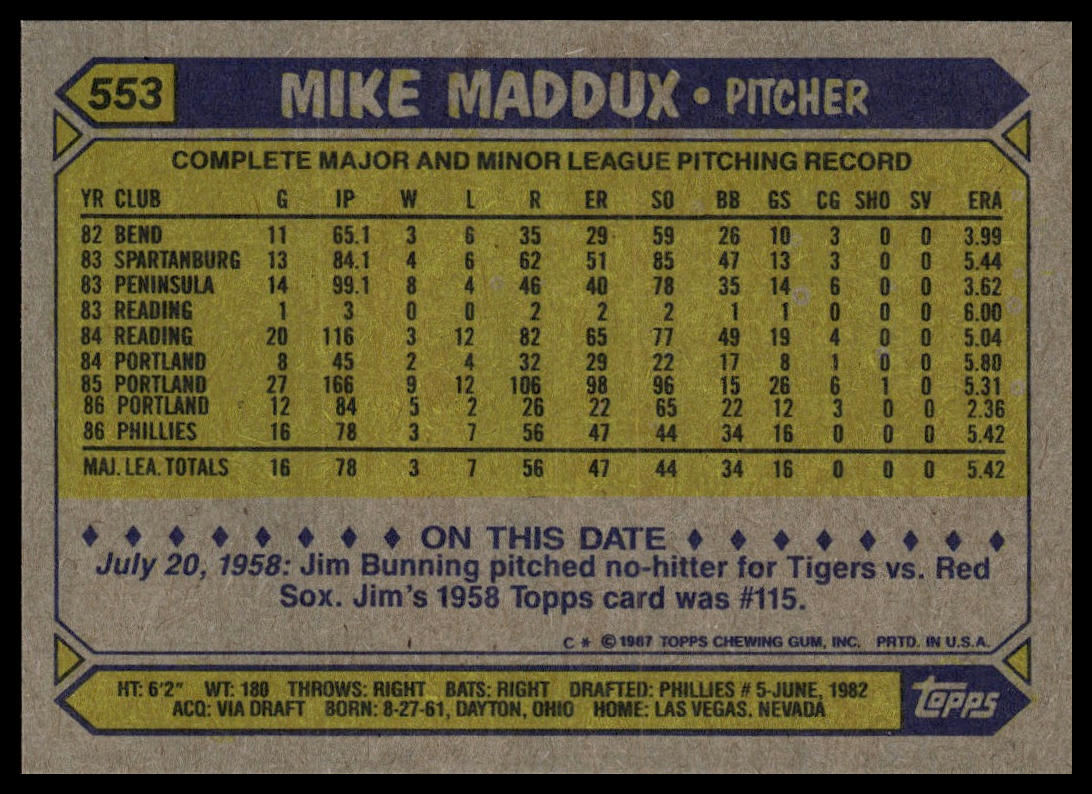 553 MIKE MADDUX • PITCHER
COMPLETE MAJOR AND MINOR LEAGUE PITCHING RECORD
YR CLUB G IP W L R ER SO BB GS CG SHO SV ERA
82 BEND 11 65.1 3 6 35 29 59 26 10 3 0 0 3.99
83 SPARTANBURG 13 84.1 4 6 62 51 85 47 13 3 0 0 5.44
83 PENINSULA 14 99.1 8 4 46 40 78 35 14 6 0 0 3.62
83 READING 1 3 0 0 2 2 2 1 1 0 0 0 6.00
84 READING 20 116 3 12 82 65 77 49 19 4 0 0 5.04
84 PORTLAND 8 45 2 4 32 29 22 17 8 1 0 0 5.80
85 PORTLAND 27 166 9 12 106 98 96 15 26 6 1 0 5.31
86 PORTLAND 12 84 5 2 26 22 65 22 12 3 0 0 2.36
86 PHILLIES 16 78 3 7 56 47 44 34 16 0 0 0 5.42
MAJ. LEA. TOTALS 16 78 3 7 56 47 44 34 16 0 0 0 5.42
ON THIS DATE
July 20, 1958: Jim Bunning pitched no-hitter for Tigers vs. Red
Sox. Jim's 1958 Topps card was #115.
C * © 1987 TOPPS CHEWING GUM, INC. PRTD. IN U.S.A.
HT: 6'2" WT: 180 THROWS: RIGHT BATS: RIGHT DRAFTED: PHILLIES # 5-JUNE, 1982
ACQ: VIA DRAFT BORN: 8-27-61, DAYTON, OHIO HOME: LAS VEGAS. NEVADA
Topps